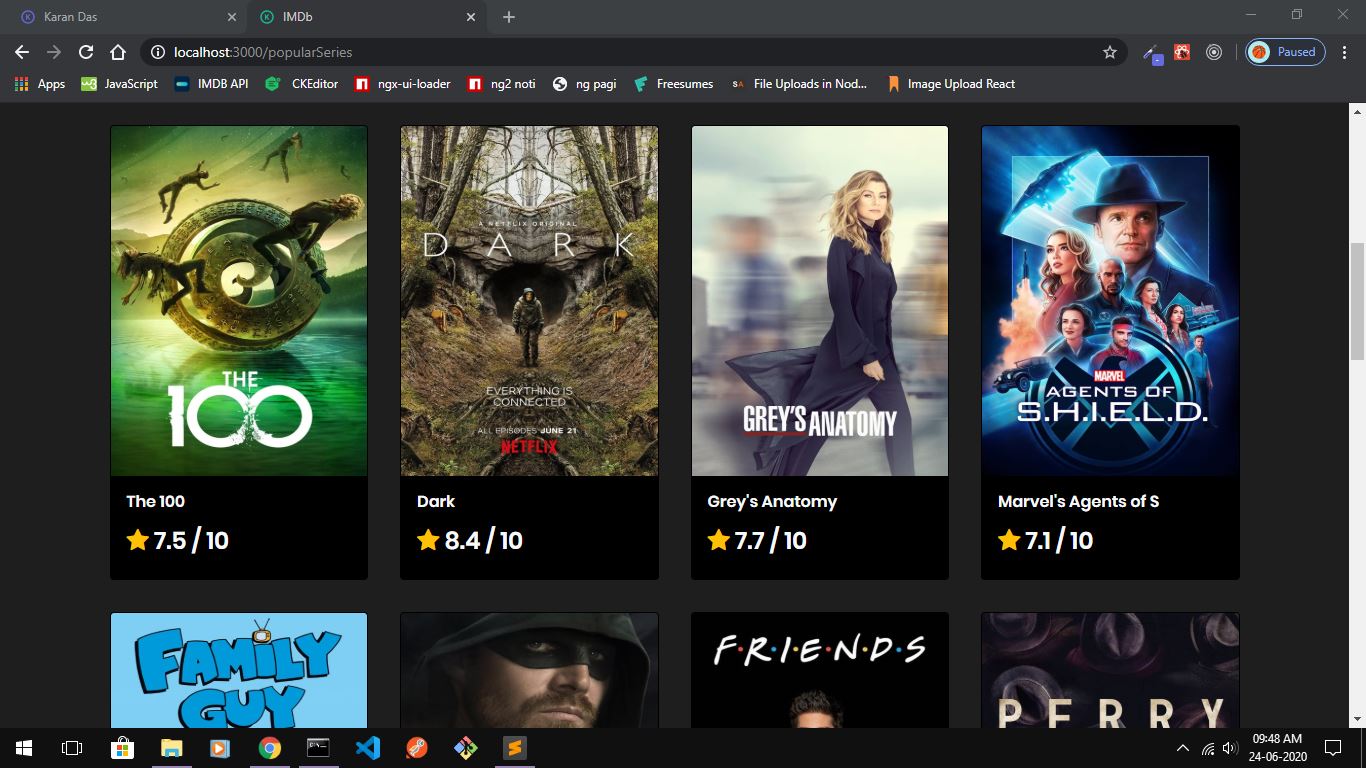 Karan Das
IMDb
localhost:3000/popularSeries
Paused
Apps
JavaScript
IMDB API
CKEditor
ngx-ui-loader
ng2 noti
ng pagi
Freesumes
SA
File Uploads in Nod...
Image Upload React
THE
100
A NETFLIX ORIGINAL
DARK
EVERYTHING IS
CONNECTED
ALL EPISODES JUNE 21
NETFLIX
GREY'S ANATOMY
MARVEL
AGENTS OF
S.H.I.E.L.D.
The 100
7.5 / 10
Dark
8.4 / 10
Grey's Anatomy
7.7 / 10
Marvel's Agents of S
7.1 / 10
FAMILY
GUY
F·R·I·E·N·D·S
PERRY
09:48 AM
24-06-2020